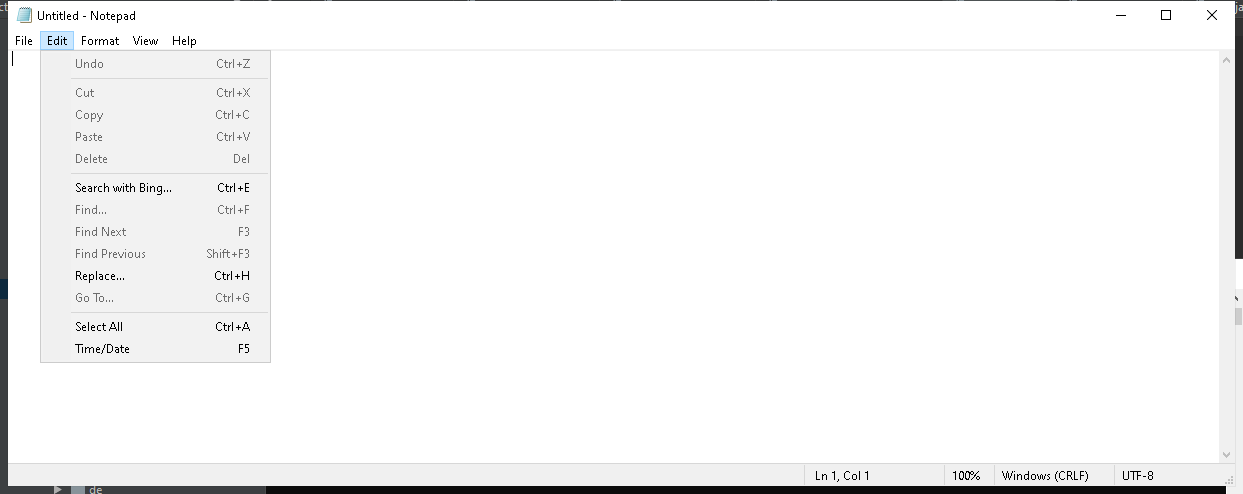 Untitled - Notepad
File Edit Format View Help
Undo Ctrl+Z
Cut Ctrl+X
Copy Ctrl+C
Paste Ctrl+V
Delete Del
Search with Bing... Ctrl+E
Find... Ctrl+F
Find Next F3
Find Previous Shift+F3
Replace... Ctrl+H
Go To... Ctrl+G
Select All Ctrl+A
Time/Date F5
Ln 1, Col 1 100% Windows (CRLF) UTF-8
de